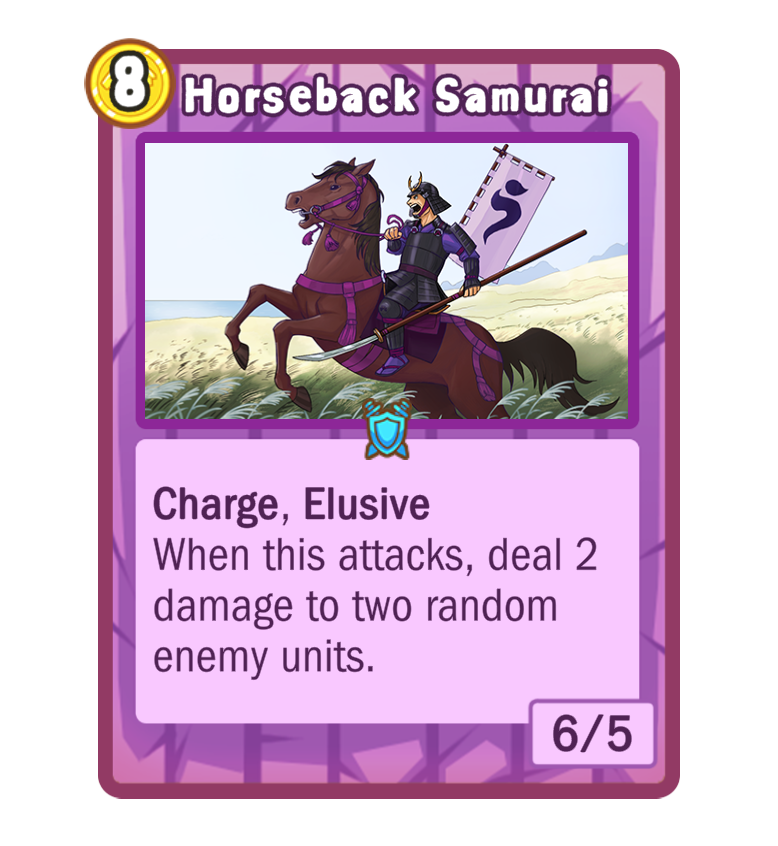 8
Horseback Samurai
Charge, Elusive
When this attacks, deal 2
damage to two random
enemy units.
6/5